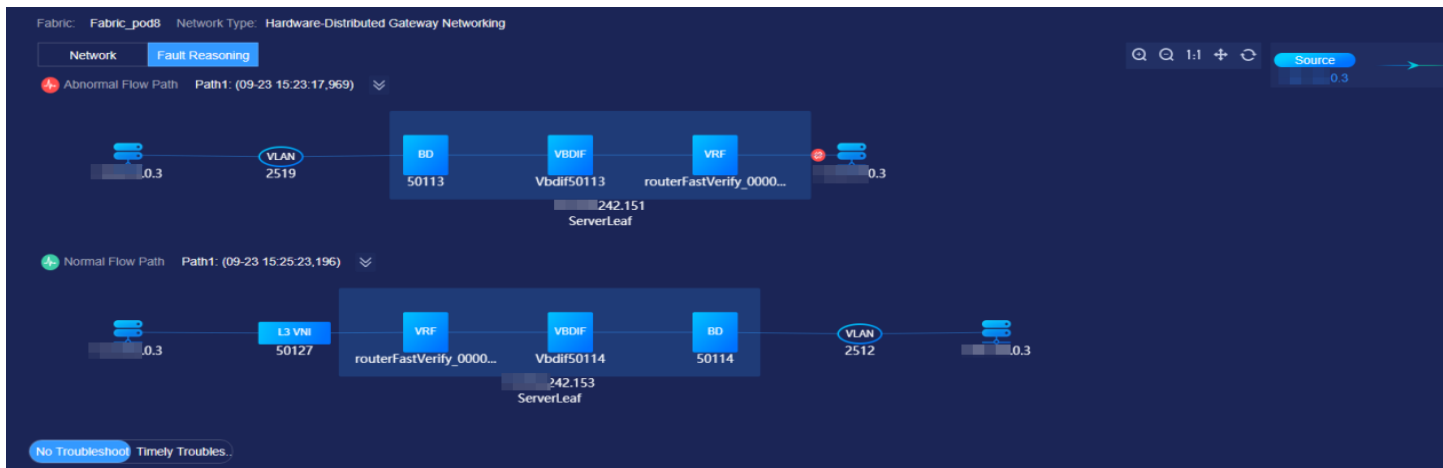 Fabric: Fabric_pod8 Network Type: Hardware-Distributed Gateway Networking
Network Fault Reasoning
1:1
Source
0.3
Abnormal Flow Path Path1: (09-23 15:23:17,969)
BD VBDIF VRF
VLAN
.0.3 2519 50113 Vbdif50113 routerFastVerify_0000... 0.3
242.151
ServerLeaf
Normal Flow Path Path1: (09-23 15:25:23,196)
L3 VNI VRF VBDIF BD VLAN
.0.3 50127 routerFastVerify_0000... Vbdif50114 50114 2512 .0.3
242.153
ServerLeaf
No Troubleshoot Timely Troubles..